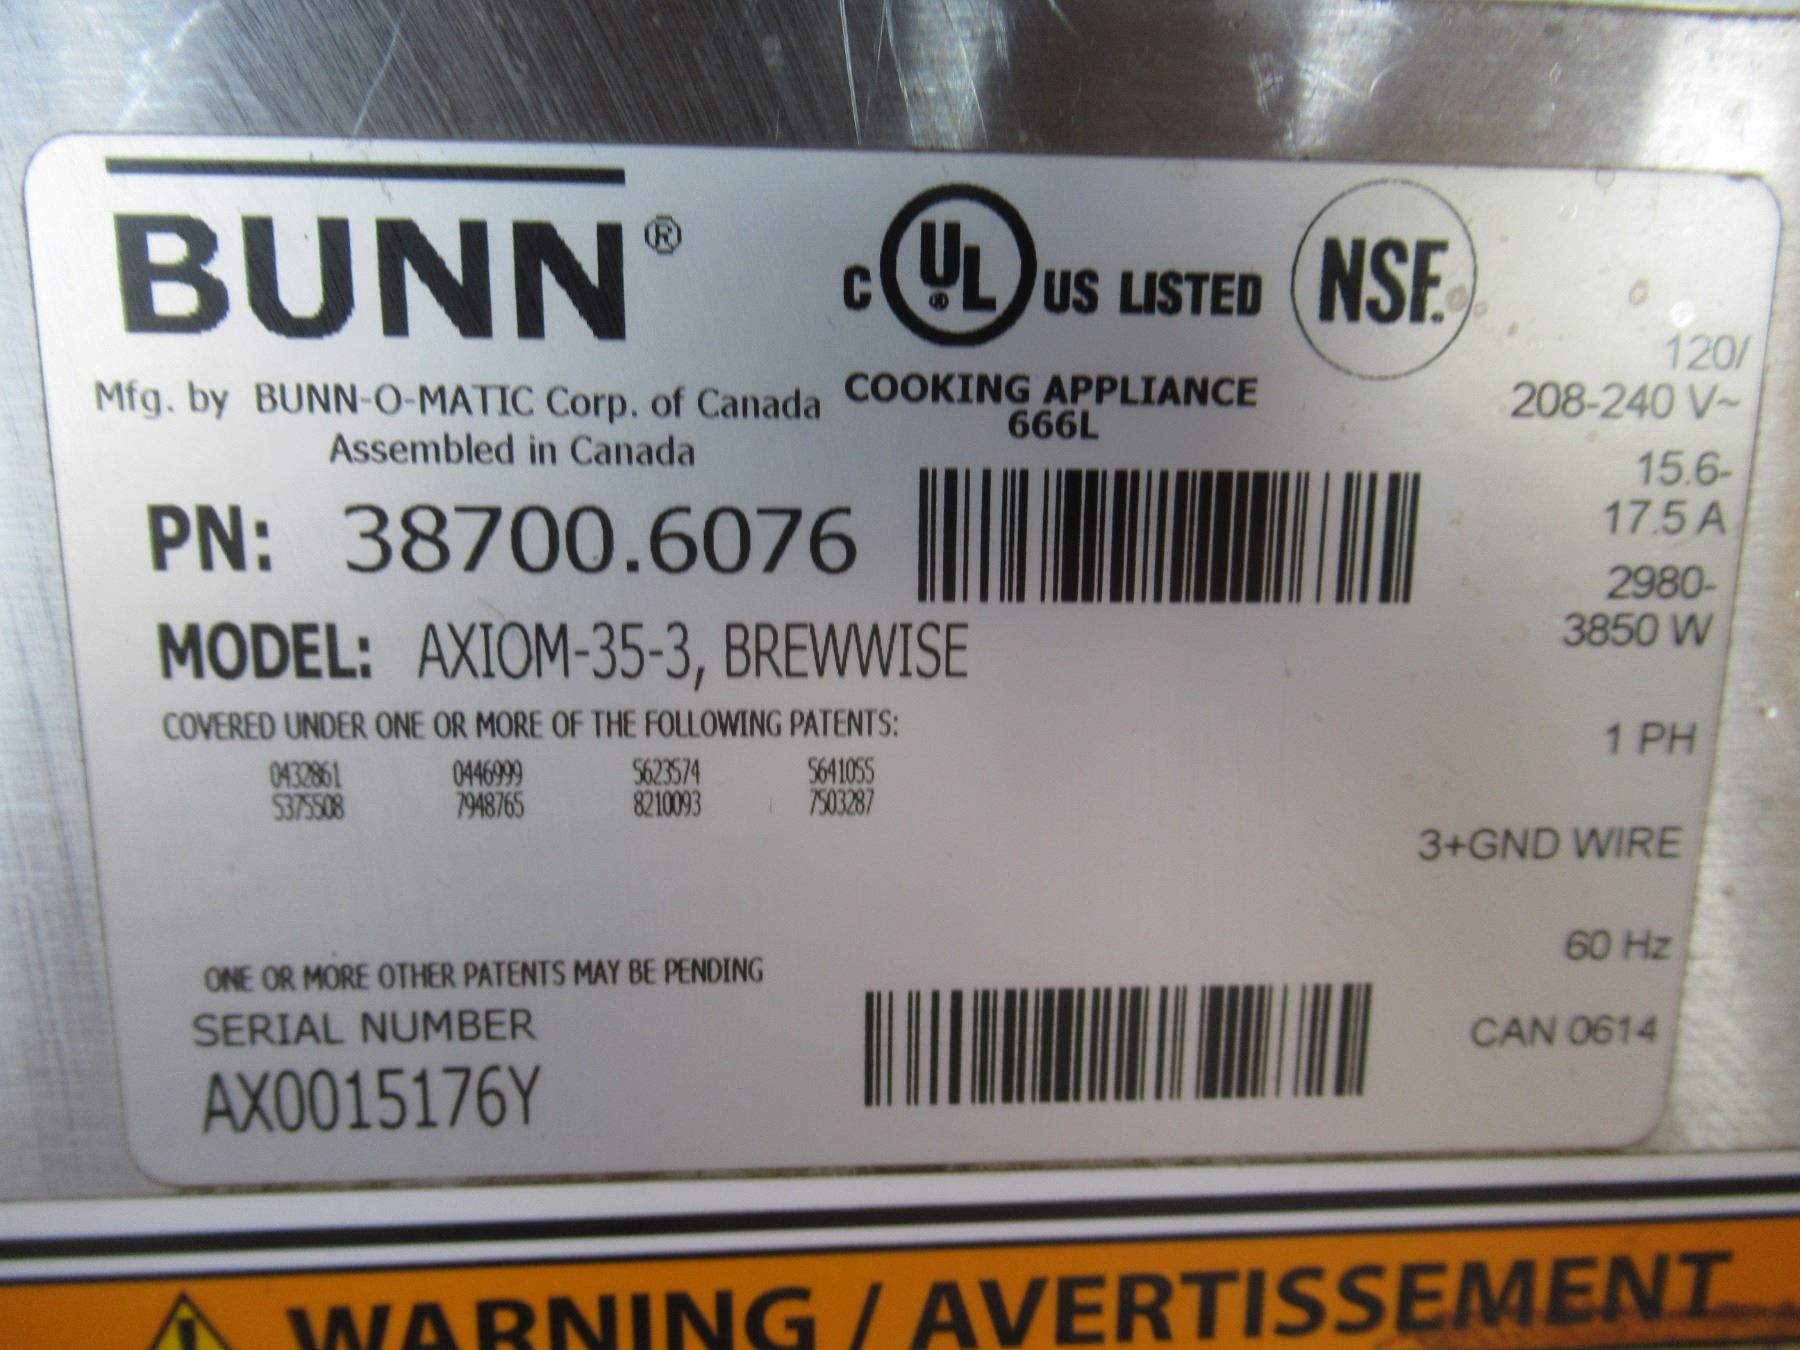 BUNN®
C UL® US LISTED
NSF.
Mfg. by BUNN-O-MATIC Corp. of Canada
Assembled in Canada
COOKING APPLIANCE
666L
120/
208-240 V~
15.6-
17.5 A
2980-
3850 W
1 PH
3+GND WIRE
60 Hz
CAN 0614
PN: 38700.6076
MODEL: AXIOM-35-3, BREWWISE
COVERED UNDER ONE OR MORE OF THE FOLLOWING PATENTS:
0432861 0446999 5623574 5641055
5375508 7948765 8210093 7503287
ONE OR MORE OTHER PATENTS MAY BE PENDING
SERIAL NUMBER
AX0015176Y
WARNING / AVERTISSEMENT